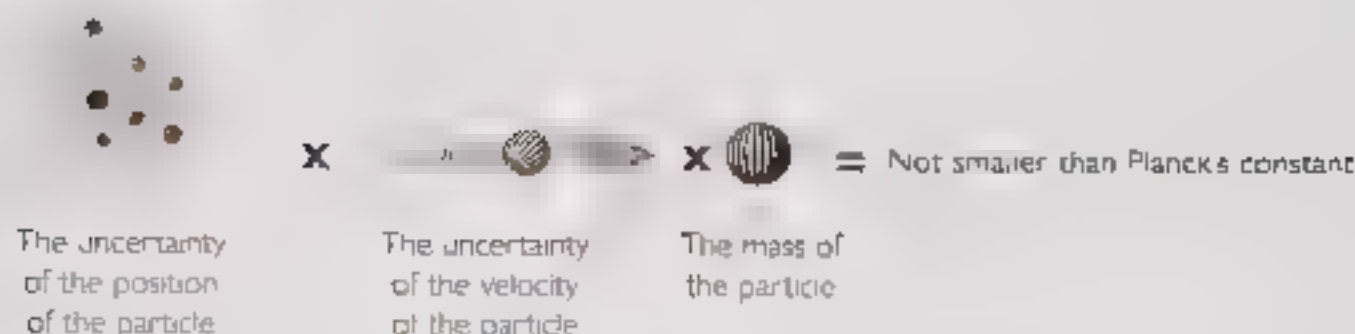 x x = Not smaller than Plancks constant
The uncertainty
of the position
of the particle
The uncertainty
of the velocity
of the particle
The mass of
the particle